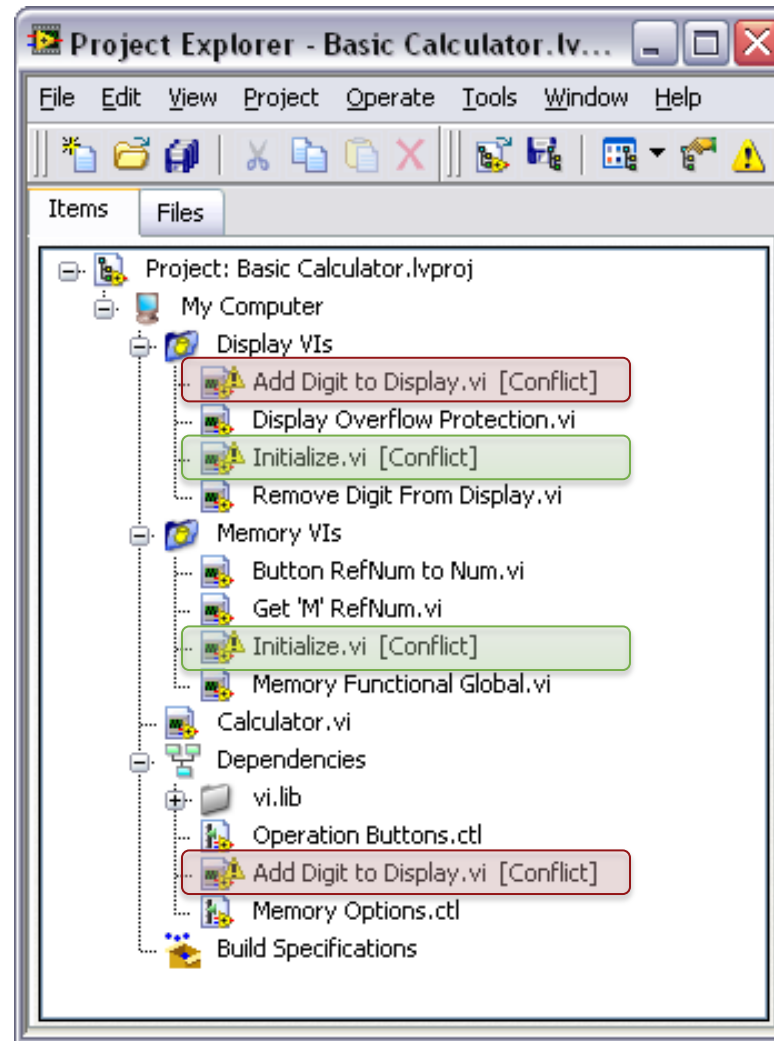 Project Explorer - Basic Calculator.lv...
File Edit View Project Operate Tools Window Help
Items Files
Project: Basic Calculator.lvproj
My Computer
Display VIs
Add Digit to Display.vi [Conflict]
Display Overflow Protection.vi
Initialize.vi [Conflict]
Remove Digit From Display.vi
Memory VIs
Button RefNum to Num.vi
Get 'M' RefNum.vi
Initialize.vi [Conflict]
Memory Functional Global.vi
Calculator.vi
Dependencies
vi.lib
Operation Buttons.ctl
Add Digit to Display.vi [Conflict]
Memory Options.ctl
Build Specifications